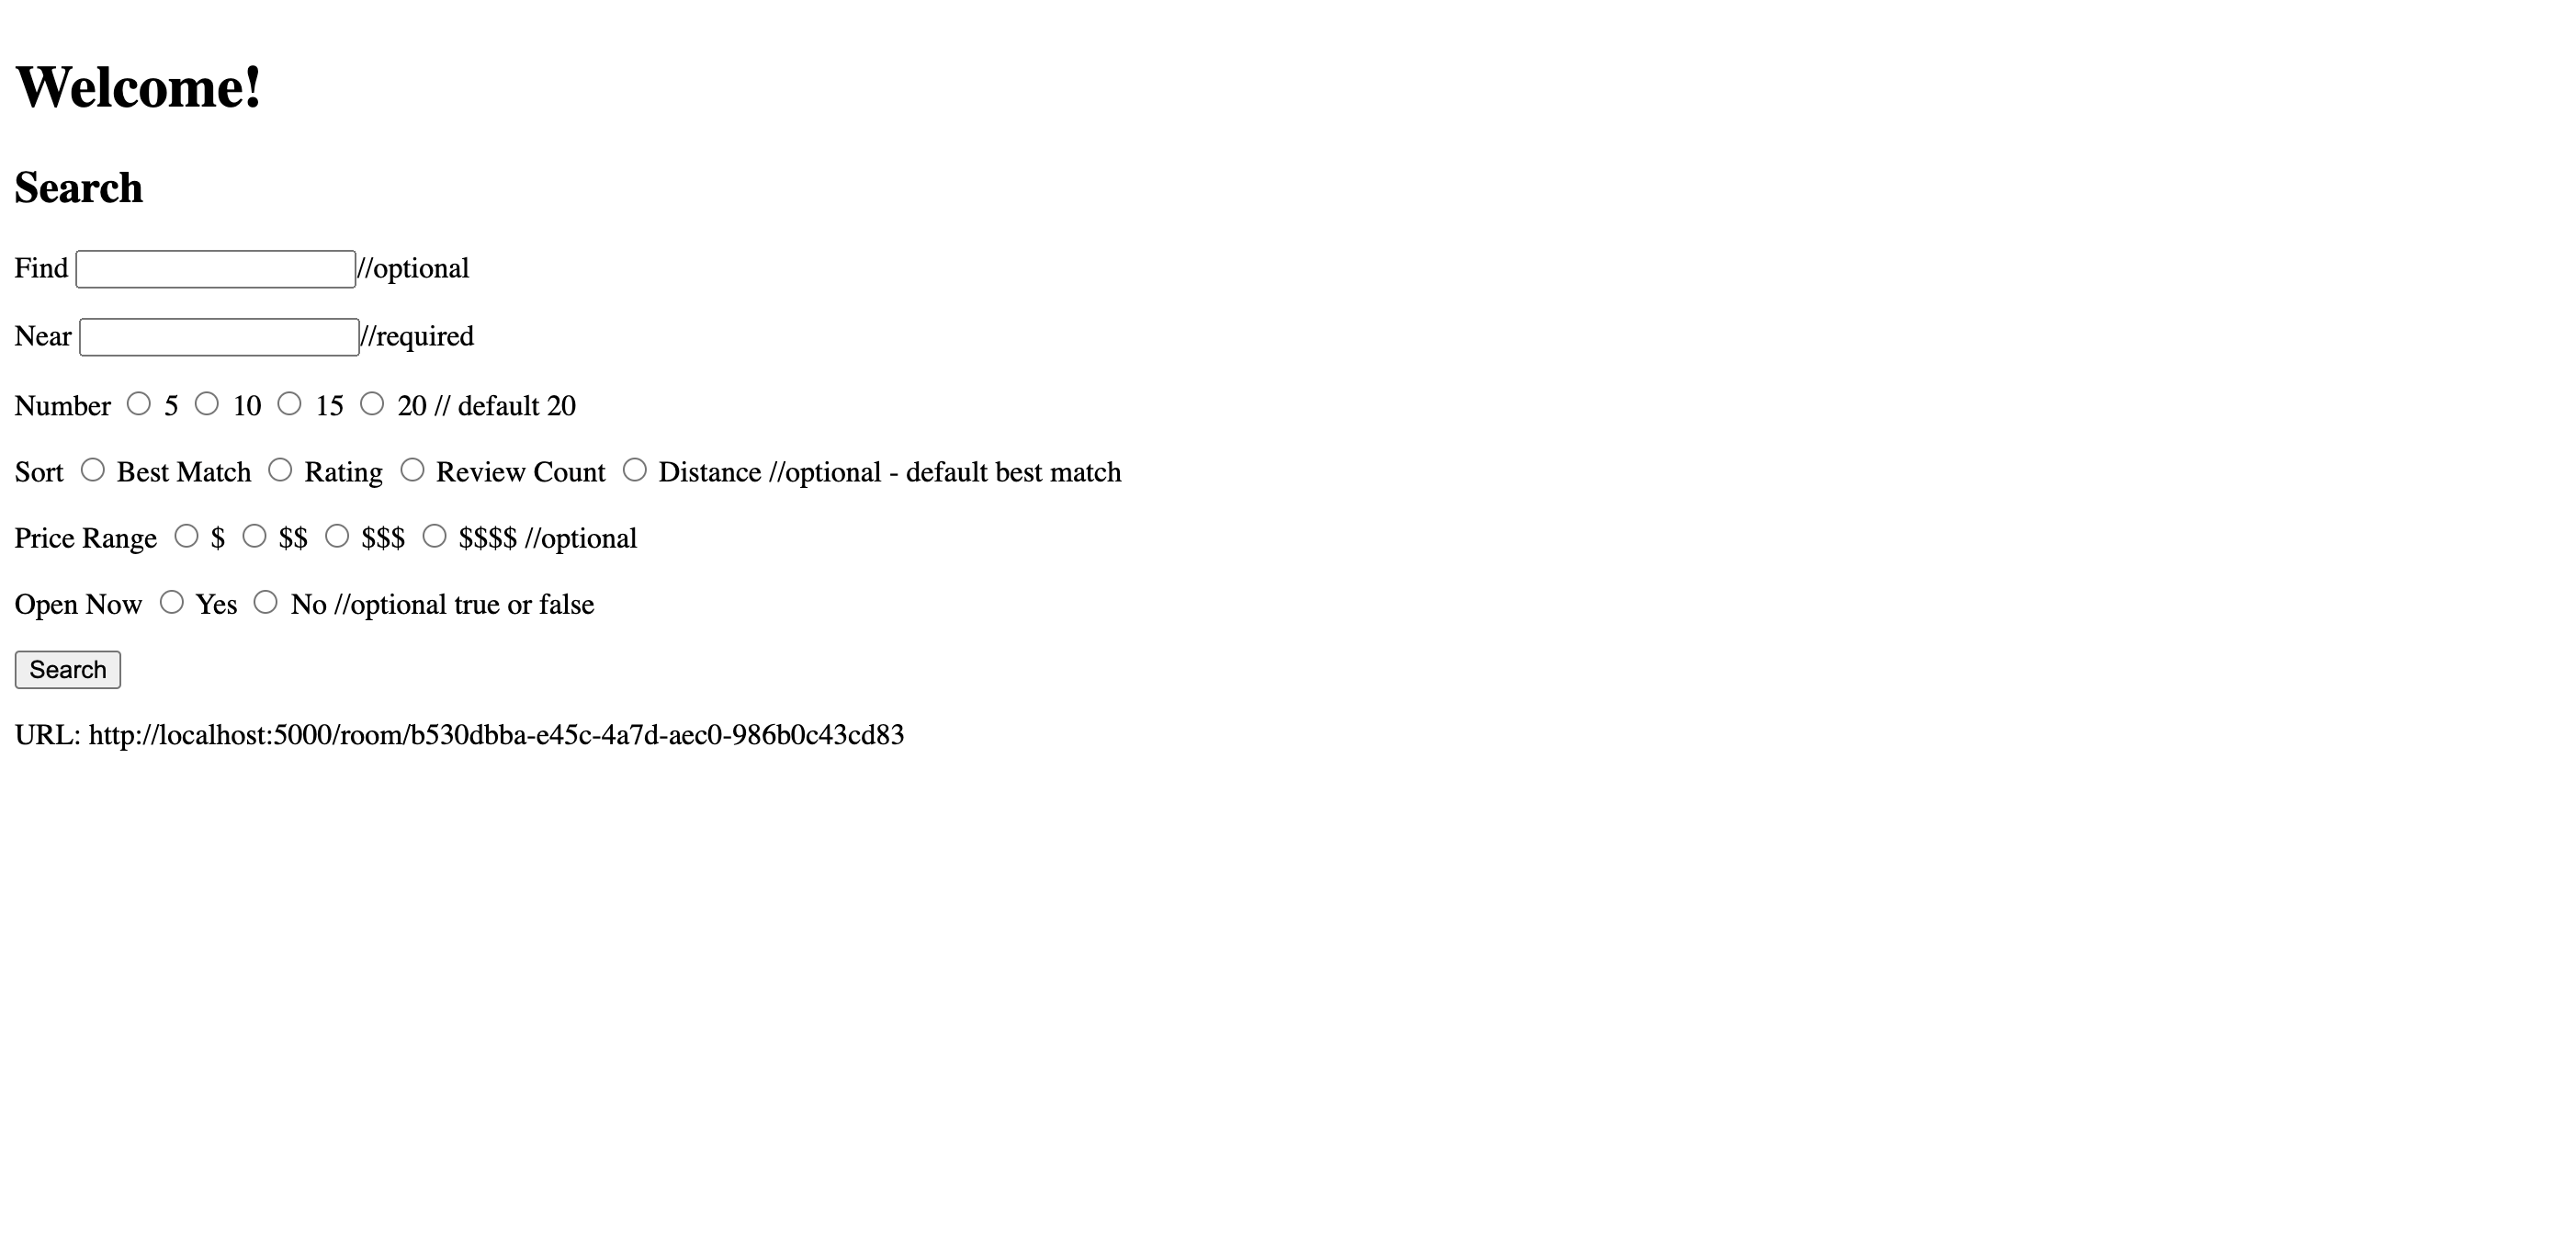 Welcome!
Search
Find //optional
Near //required
Number 5 10 15 20 // default 20
Sort Best Match Rating Review Count Distance //optional - default best match
Price Range $ $$ $$$ $$$$ //optional
Open Now Yes No //optional true or false
Search
URL: http://localhost:5000/room/b530dbba-e45c-4a7d-aec0-986b0c43cd83